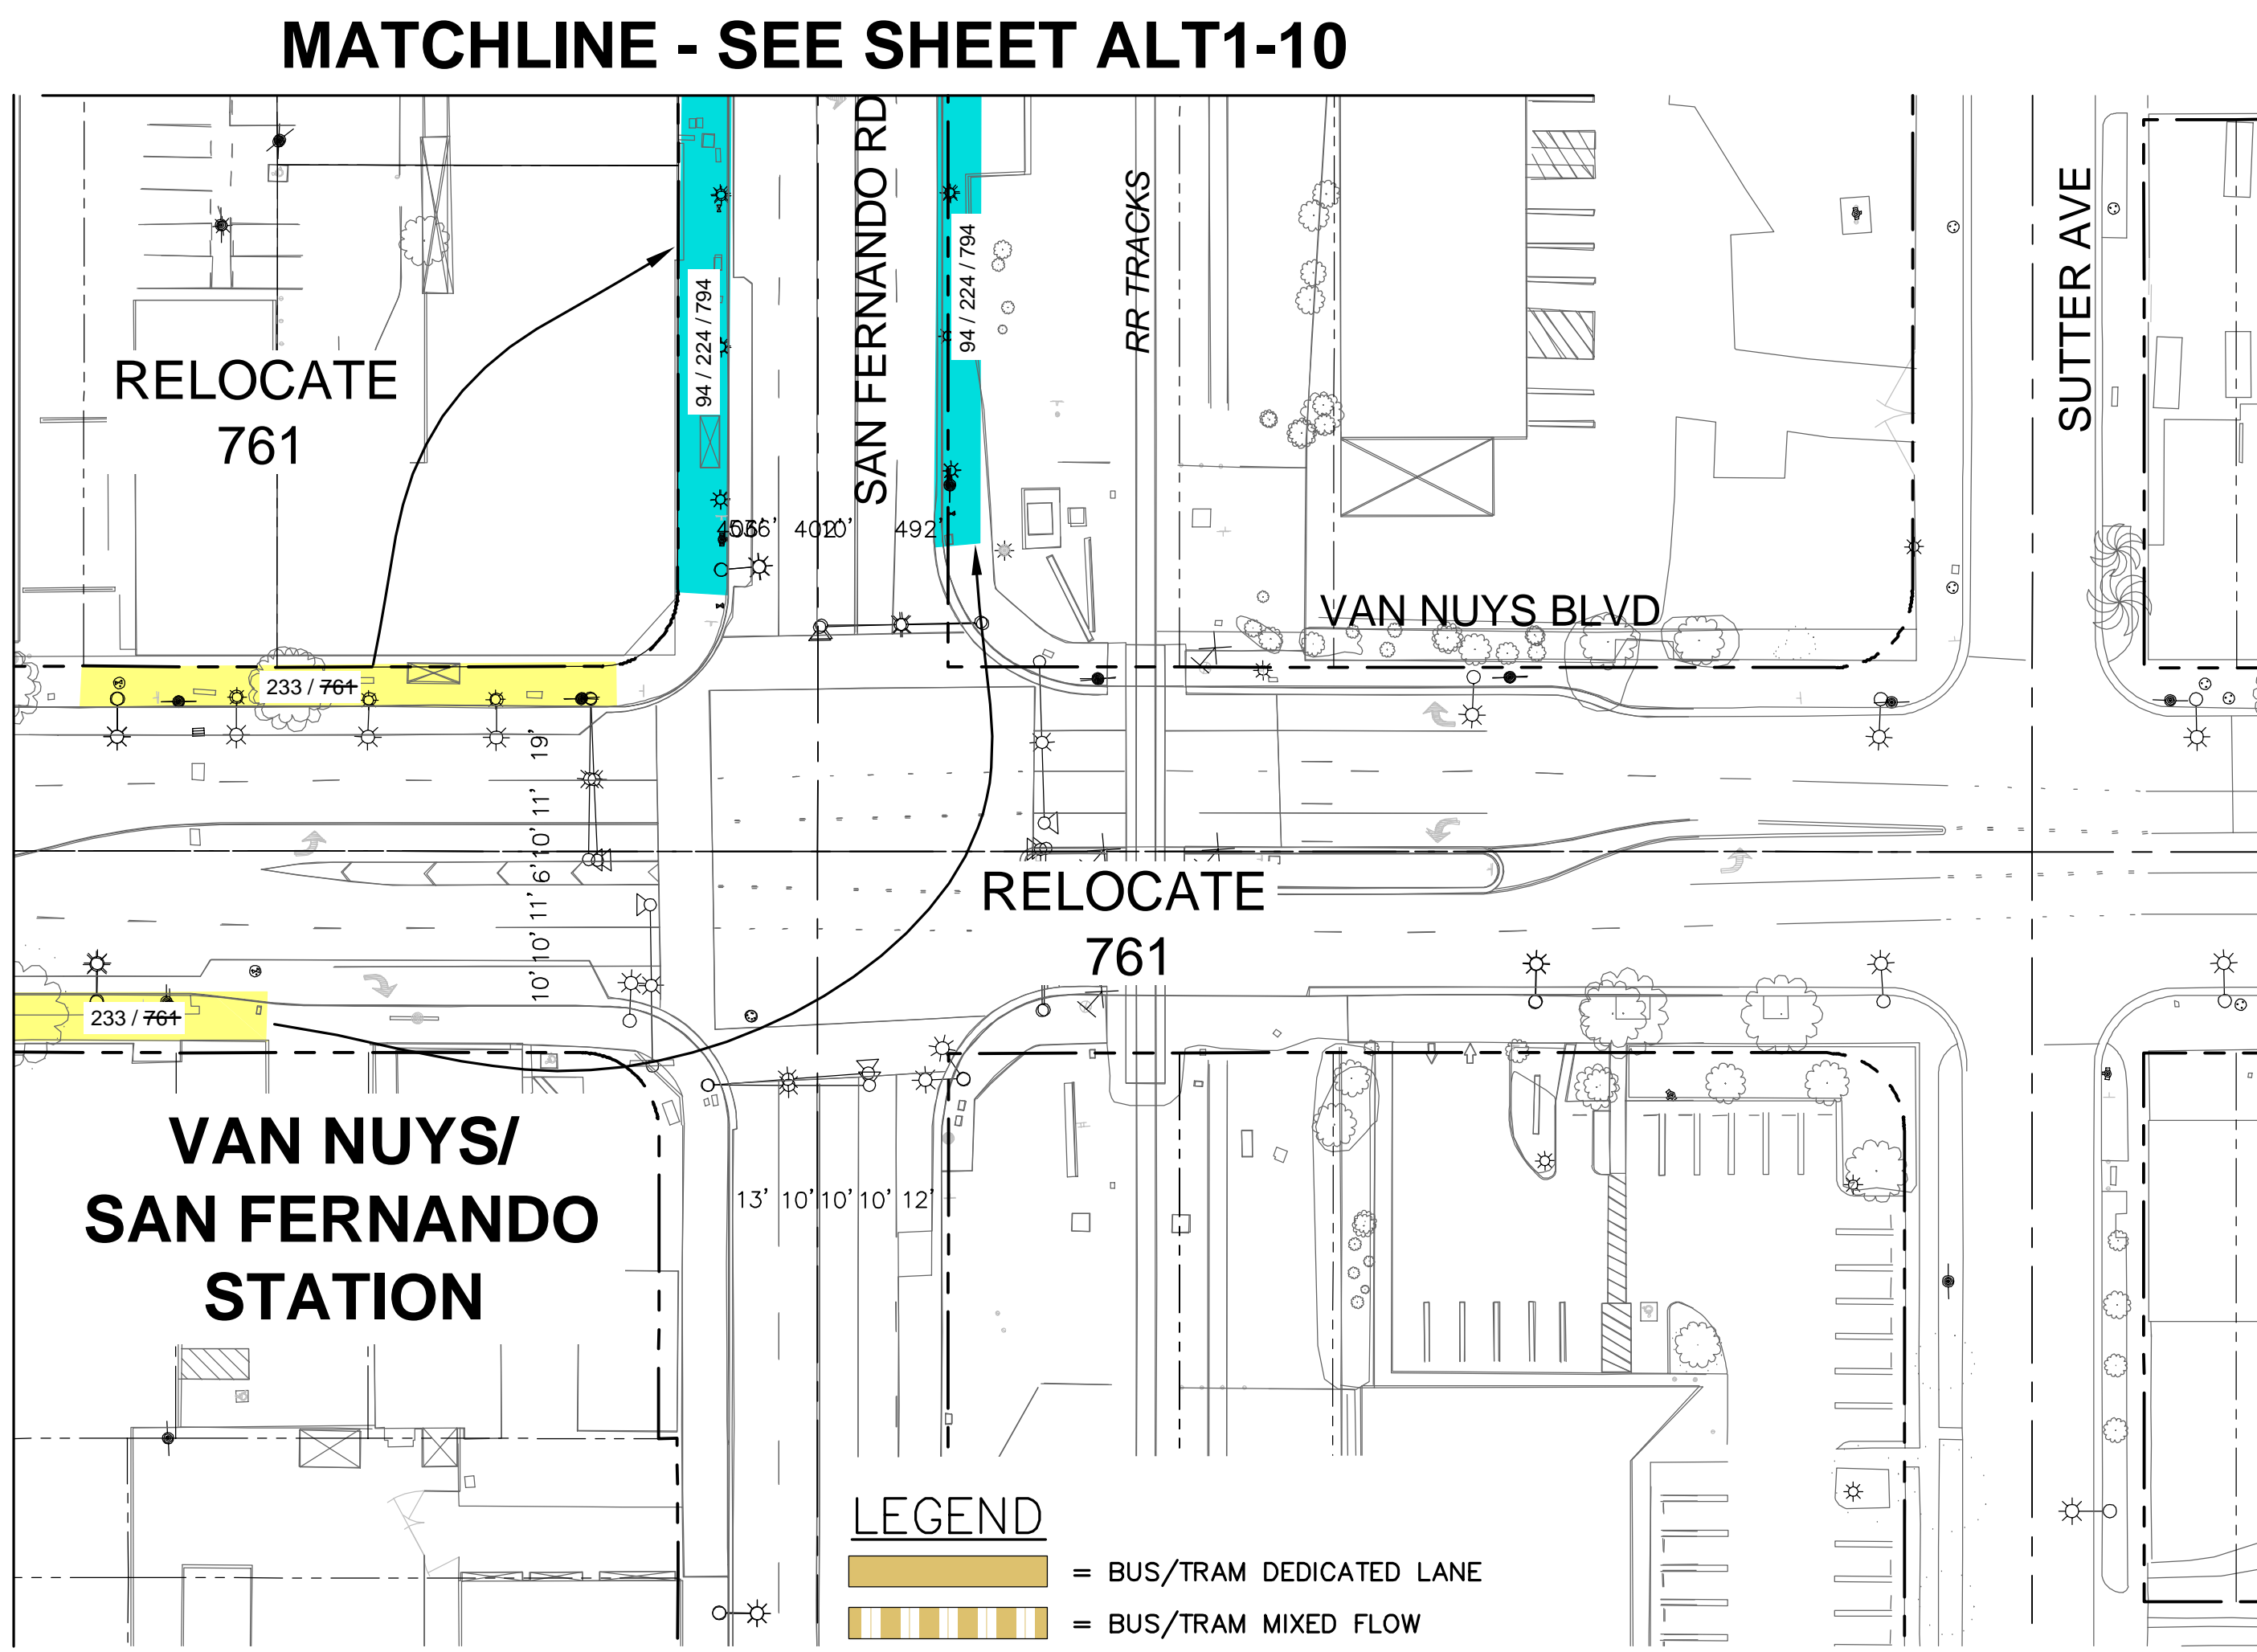 MATCHLINE - SEE SHEET ALT1-10
SAN FERNANDO RD
RR TRACKS
SUTTER AVE
94 / 224 / 794
94 / 224 / 794
RELOCATE
761
492'
VAN NUYS BLVD
233 / 761
19'
11'
10'
6'
11'
10'
10'
RELOCATE
761
233 / 761
VAN NUYS/
SAN FERNANDO
STATION
13' 10' 10' 10' 12'
LEGEND
= BUS/TRAM DEDICATED LANE
= BUS/TRAM MIXED FLOW